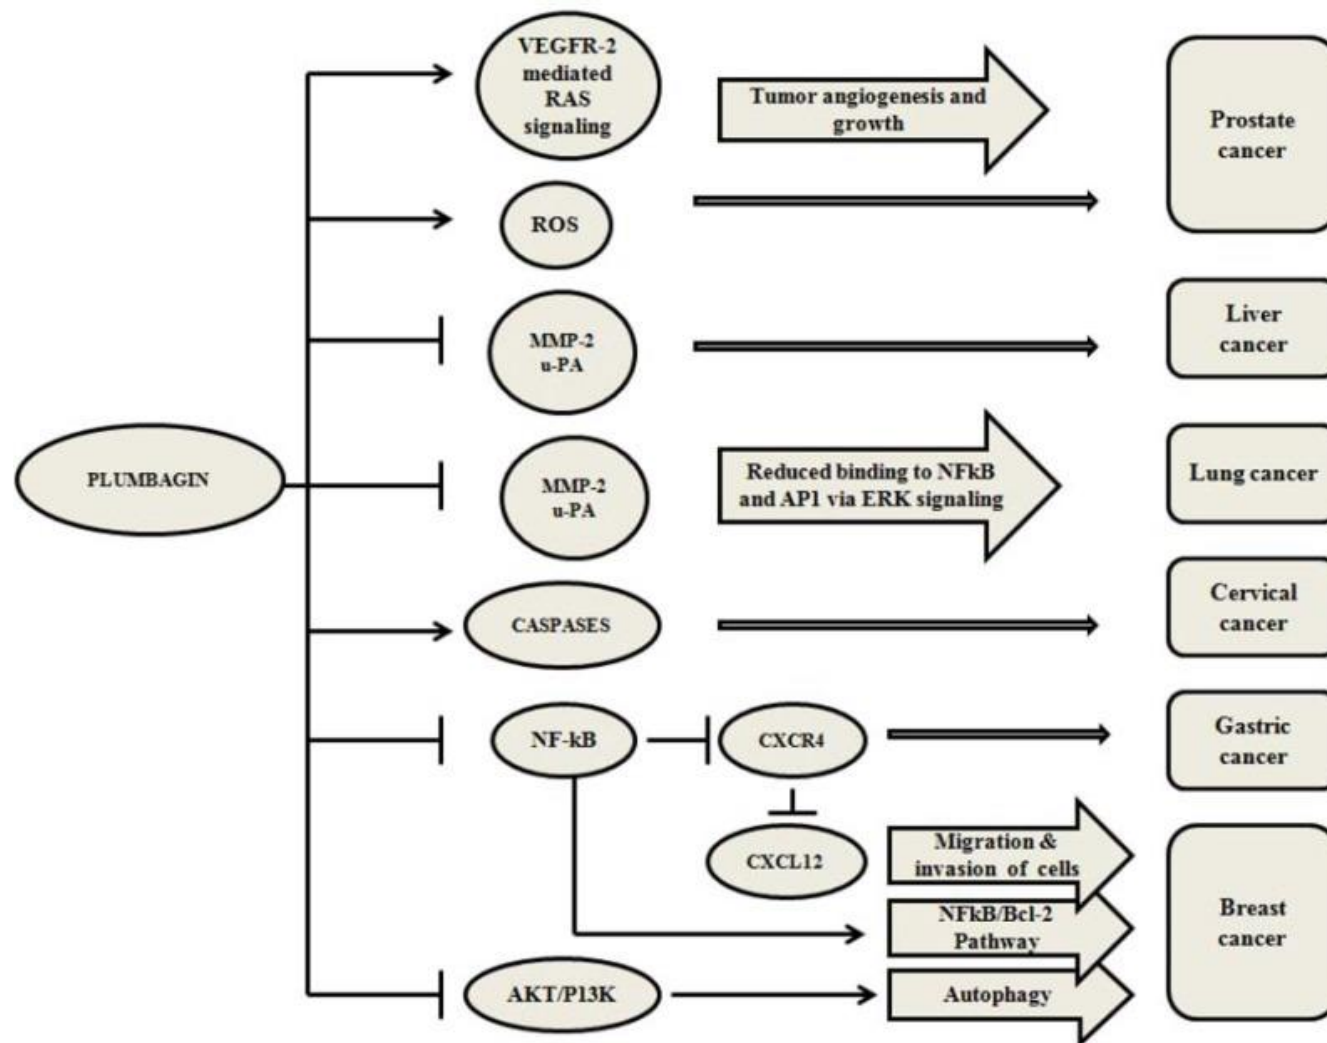 VEGFR-2
mediated
RAS
signaling
Tumor angiogenesis and
growth
Prostate
cancer
ROS
MMP-2
u-PA
Liver
cancer
PLUMBAGIN
MMP-2
u-PA
Reduced binding to NFkB
and AP1 via ERK signaling
Lung cancer
CASPASES
Cervical
cancer
NF-kB
CXCR4
Gastric
cancer
CXCL12
Migration &
invasion of cells
NFkB/Bcl-2
Pathway
Breast
cancer
AKT/P13K
Autophagy